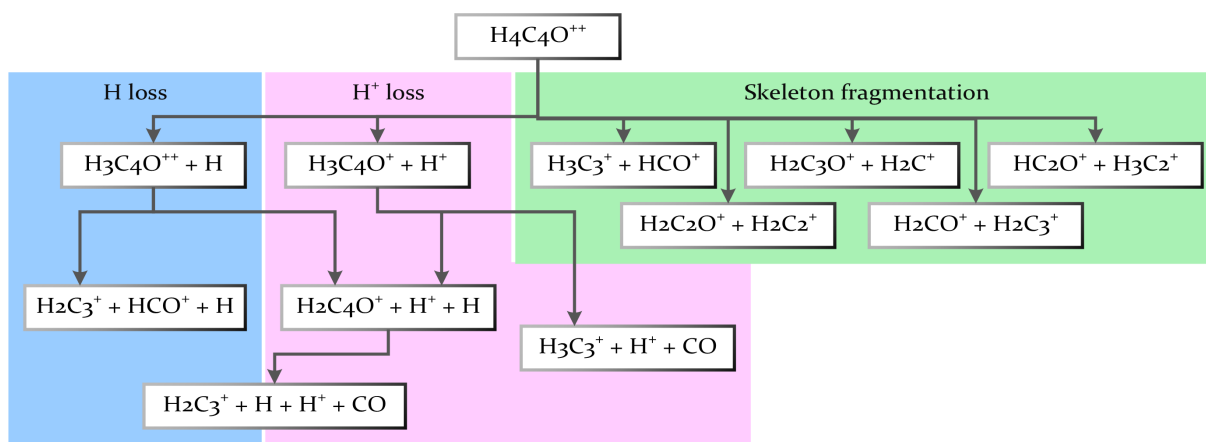 H4C4O⁺⁺
H loss
H⁺ loss
Skeleton fragmentation
H3C4O⁺⁺ + H
H3C4O⁺ + H⁺
H3C3⁺ + HCO⁺
H2C3O⁺ + H2C⁺
HC2O⁺ + H3C2⁺
H2C2O⁺ + H2C2⁺
H2CO⁺ + H2C3⁺
H2C3⁺ + HCO⁺ + H
H2C4O⁺ + H⁺ + H
H3C3⁺ + H⁺ + CO
H2C3⁺ + H + H⁺ + CO